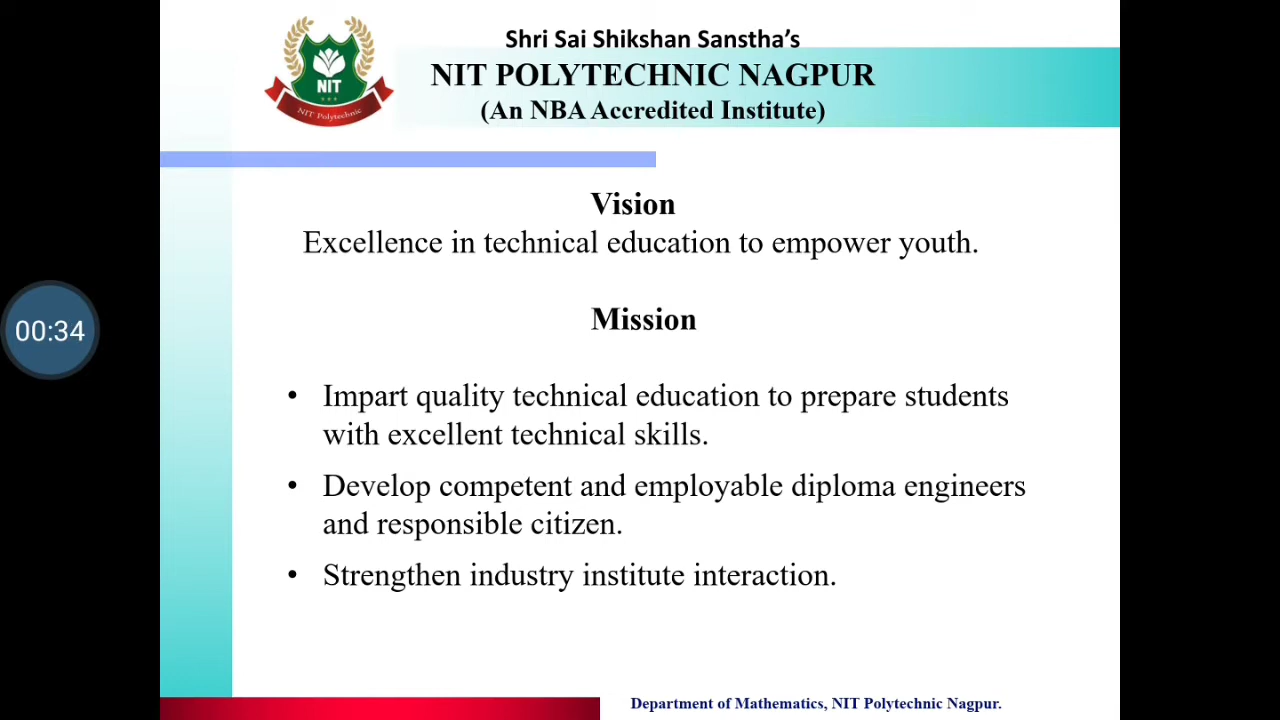 Shri Sai Shikshan Sanstha's
NIT POLYTECHNIC NAGPUR
(An NBA Accredited Institute)
NIT
NIT Polytechnic
Vision
Excellence in technical education to empower youth.
Mission
00:34
• Impart quality technical education to prepare students
with excellent technical skills.
• Develop competent and employable diploma engineers
and responsible citizen.
• Strengthen industry institute interaction.
Department of Mathematics, NIT Polytechnic Nagpur.